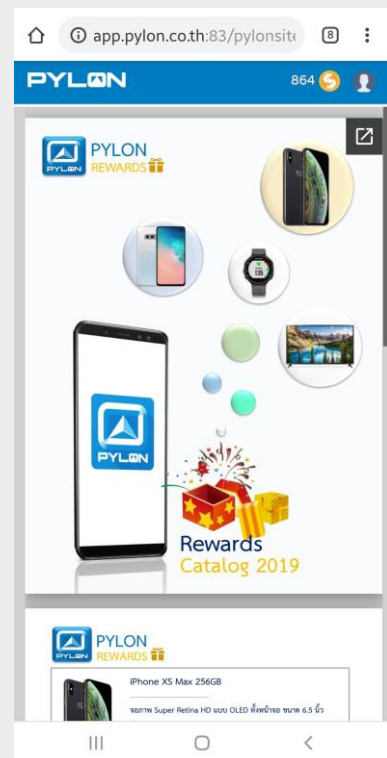 app.pylon.co.th:83/pylonsite
8
PYLON
864
PYLON
REWARDS
PYLON
PYLON
Rewards
Catalog 2019
PYLON
REWARDS
PYLON
iPhone XS Max 256GB
จอภาพ Super Retina HD แบบ OLED ทั้งหน้าจอ ขนาด 6.5 นิ้ว